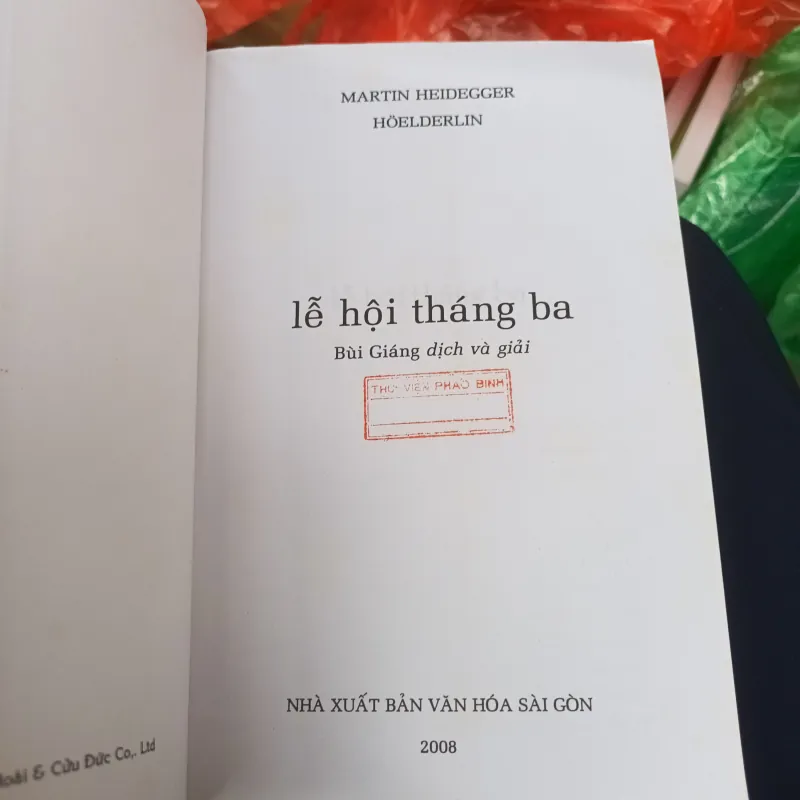 MARTIN HEIDEGGER
HÖELDERLIN
lễ hội tháng ba
Bùi Giáng dịch và giải
THƯ VIỆN PHÁO BINH
NHÀ XUẤT BẢN VĂN HÓA SÀI GÒN
2008
& Cửu Đức Co,. Ltd